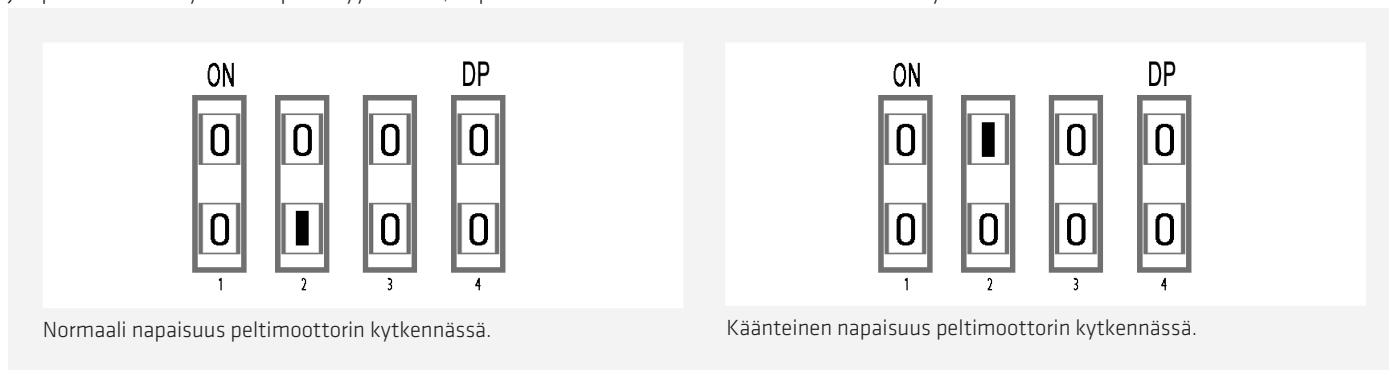 ON DP
0 0 0 0
0 0 0
1 2 3 4
Normaali napaisuus peltimoottorin kytkennässä.
ON DP
0 0 0
0 0 0 0
1 2 3 4
Käänteinen napaisuus peltimoottorin kytkennässä.